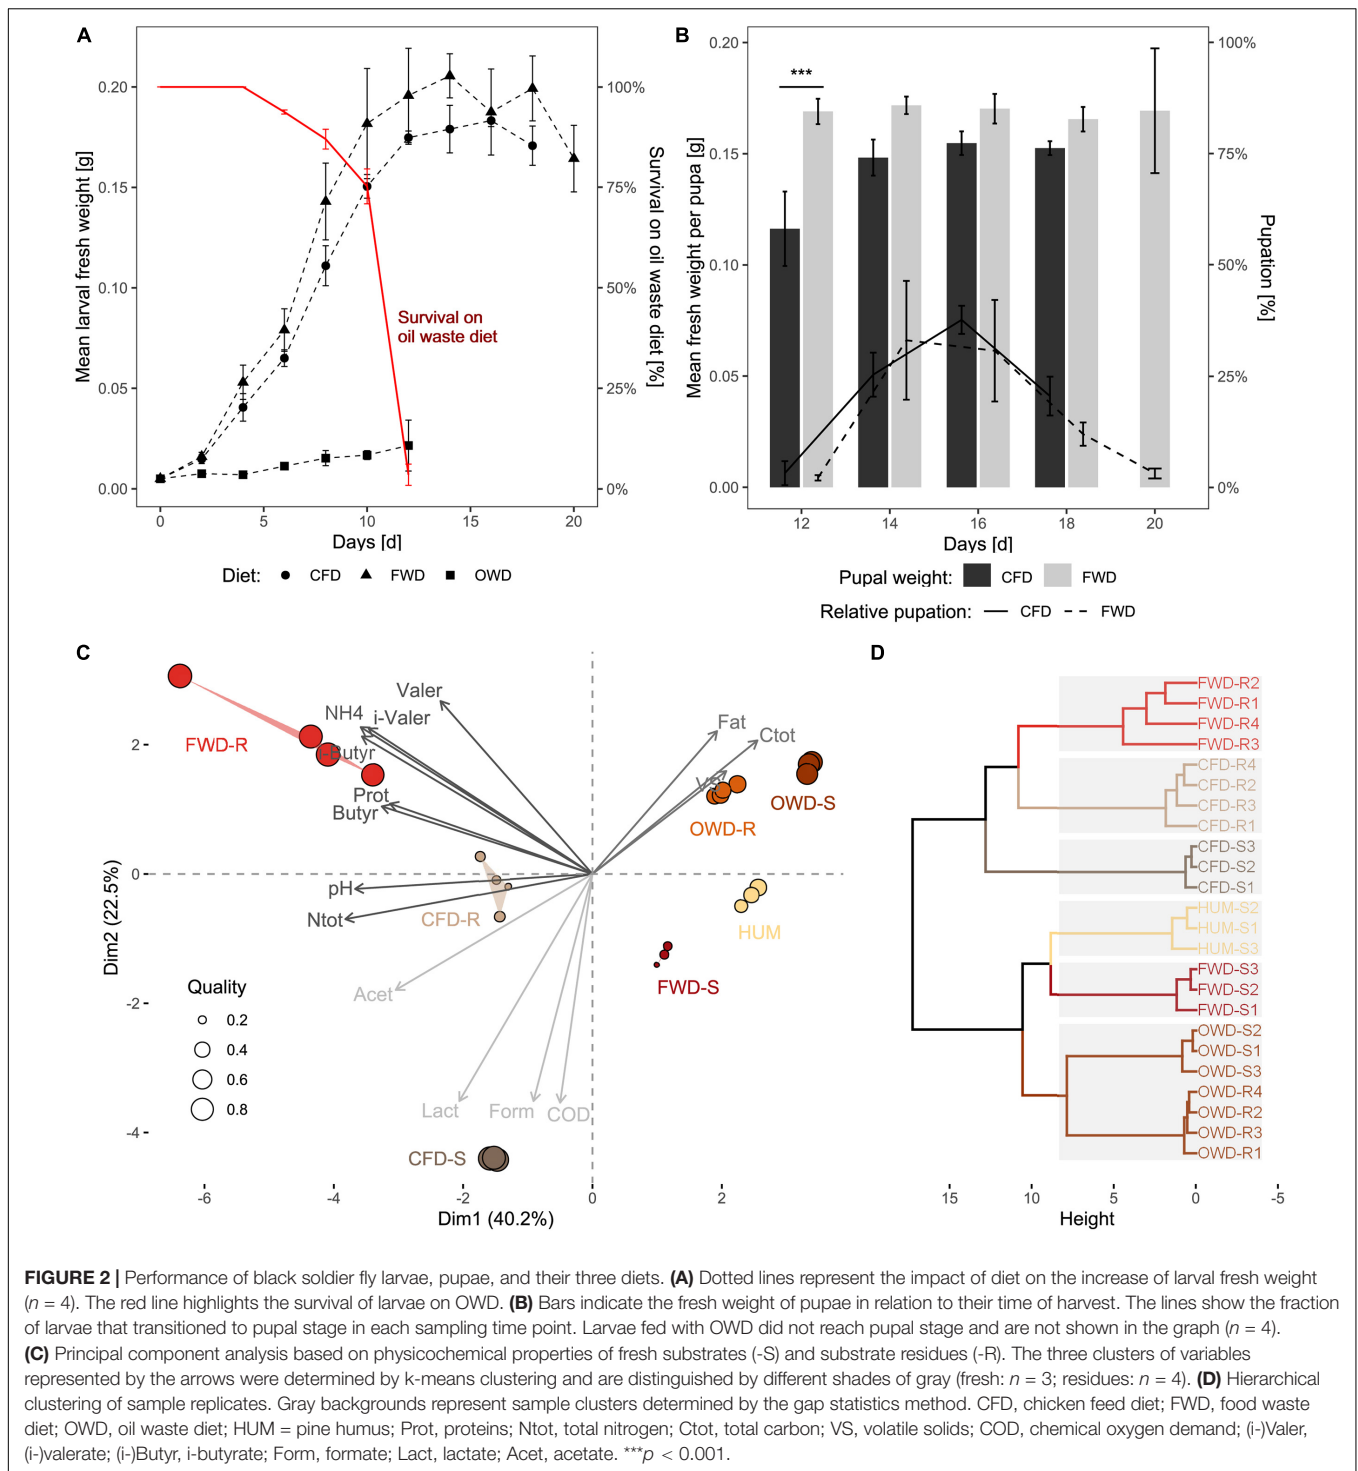 A
0.20
0.15
0.10
0.05
0.00
Mean larval fresh weight [g]
100%
75%
50%
25%
0%
Survival on oil waste diet [%]
Survival on
oil waste diet
0 5 10 15 20
Days [d]
Diet: CFD FWD OWD
B
0.20
0.15
0.10
0.05
0.00
Mean fresh weight per pupa [g]
***
100%
75%
50%
25%
0%
Pupation [%]
12 14 16 18 20
Days [d]
Pupal weight: CFD FWD
Relative pupation: CFD FWD
C
Valer
NH4
i-Valer
FWD-R
i-Butyr
Prot
Butyr
Fat
Ctot
VS
OWD-S
OWD-R
pH
Ntot
CFD-R
HUM
FWD-S
Acet
Lact
Form
COD
CFD-S
Quality
0.2
0.4
0.6
0.8
2
0
-2
-4
Dim2 (22.5%)
-6 -4 -2 0 2
Dim1 (40.2%)
D
FWD-R2
FWD-R1
FWD-R4
FWD-R3
CFD-R4
CFD-R2
CFD-R3
CFD-R1
CFD-S3
CFD-S2
CFD-S1
HUM-S2
HUM-S1
HUM-S3
FWD-S3
FWD-S2
FWD-S1
OWD-S2
OWD-S1
OWD-S3
OWD-R4
OWD-R2
OWD-R3
OWD-R1
15 10 5 0 -5
Height
FIGURE 2 | Performance of black soldier fly larvae, pupae, and their three diets. (A) Dotted lines represent the impact of diet on the increase of larval fresh weight
(n = 4). The red line highlights the survival of larvae on OWD. (B) Bars indicate the fresh weight of pupae in relation to their time of harvest. The lines show the fraction
of larvae that transitioned to pupal stage in each sampling time point. Larvae fed with OWD did not reach pupal stage and are not shown in the graph (n = 4).
(C) Principal component analysis based on physicochemical properties of fresh substrates (-S) and substrate residues (-R). The three clusters of variables
represented by the arrows were determined by k-means clustering and are distinguished by different shades of gray (fresh: n = 3; residues: n = 4). (D) Hierarchical
clustering of sample replicates. Gray backgrounds represent sample clusters determined by the gap statistics method. CFD, chicken feed diet; FWD, food waste
diet; OWD, oil waste diet; HUM = pine humus; Prot, proteins; Ntot, total nitrogen; Ctot, total carbon; VS, volatile solids; COD, chemical oxygen demand; (i-)Valer,
(i-)valerate; (i-)Butyr, i-butyrate; Form, formate; Lact, lactate; Acet, acetate. ***p < 0.001.